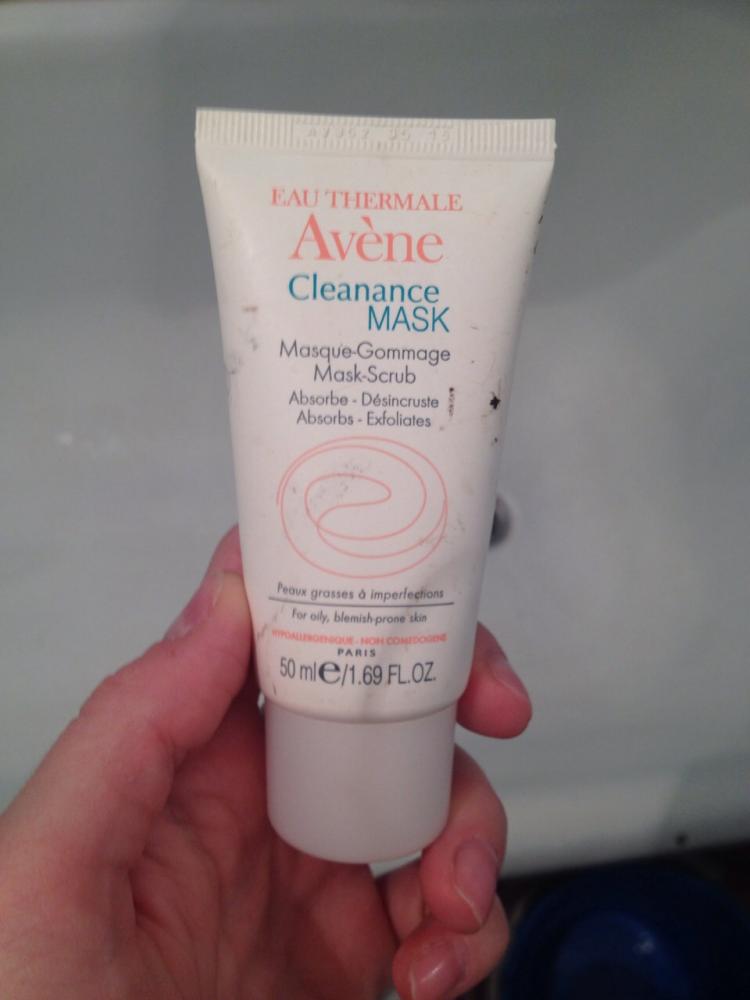 EAU THERMALE
Avène
Cleanance
MASK
Masque-Gommage
Mask-Scrub
Absorbe - Désincruste
Absorbs - Exfoliates
Peaux grasses à imperfections
For oily, blemish-prone skin
HYPOALLERGENIQUE - NON COMEDOGENE
PARIS
50 ml e/1.69 FL.OZ.